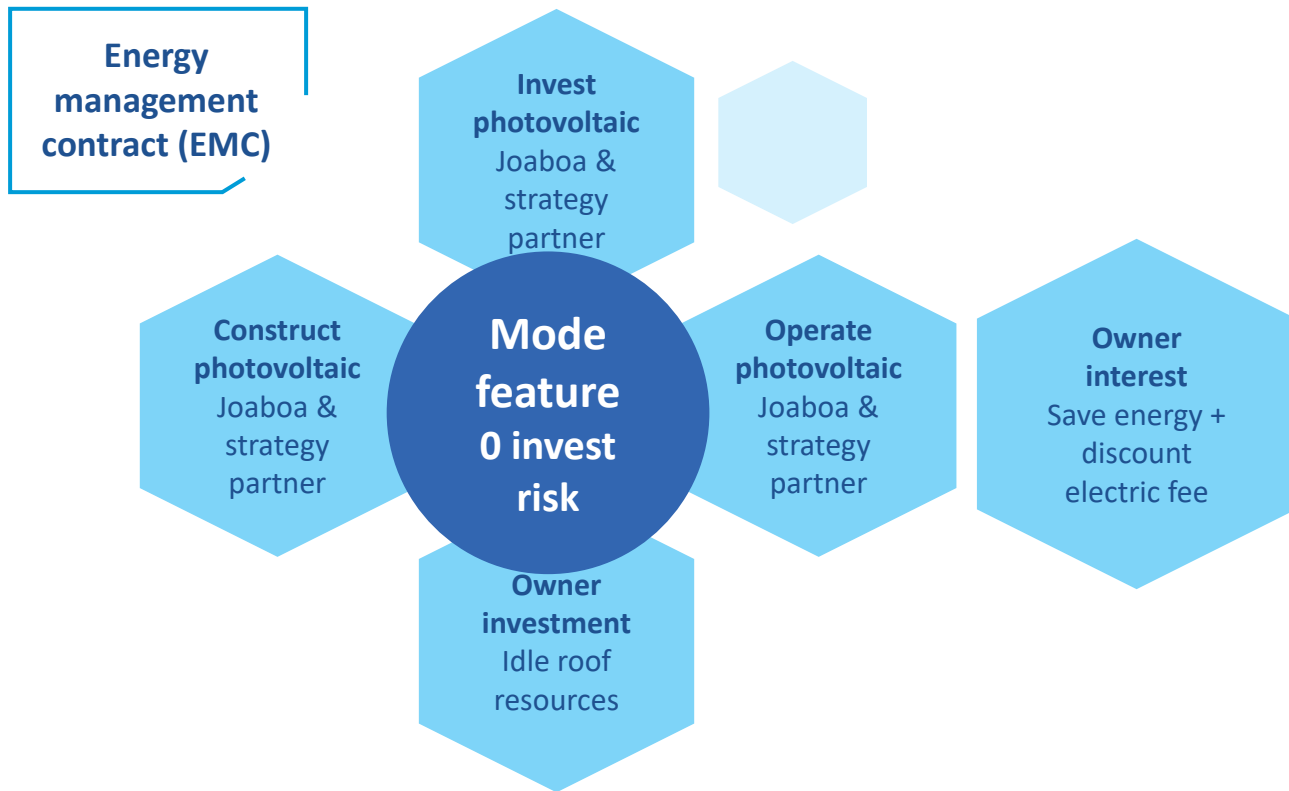 Energy
management
contract (EMC)
Invest
photovoltaic
Joaboa &
strategy
partner
Construct
photovoltaic
Joaboa &
strategy
partner
Mode
feature
0 invest
risk
Operate
photovoltaic
Joaboa &
strategy
partner
Owner
interest
Save energy +
discount
electric fee
Owner
investment
Idle roof
resources